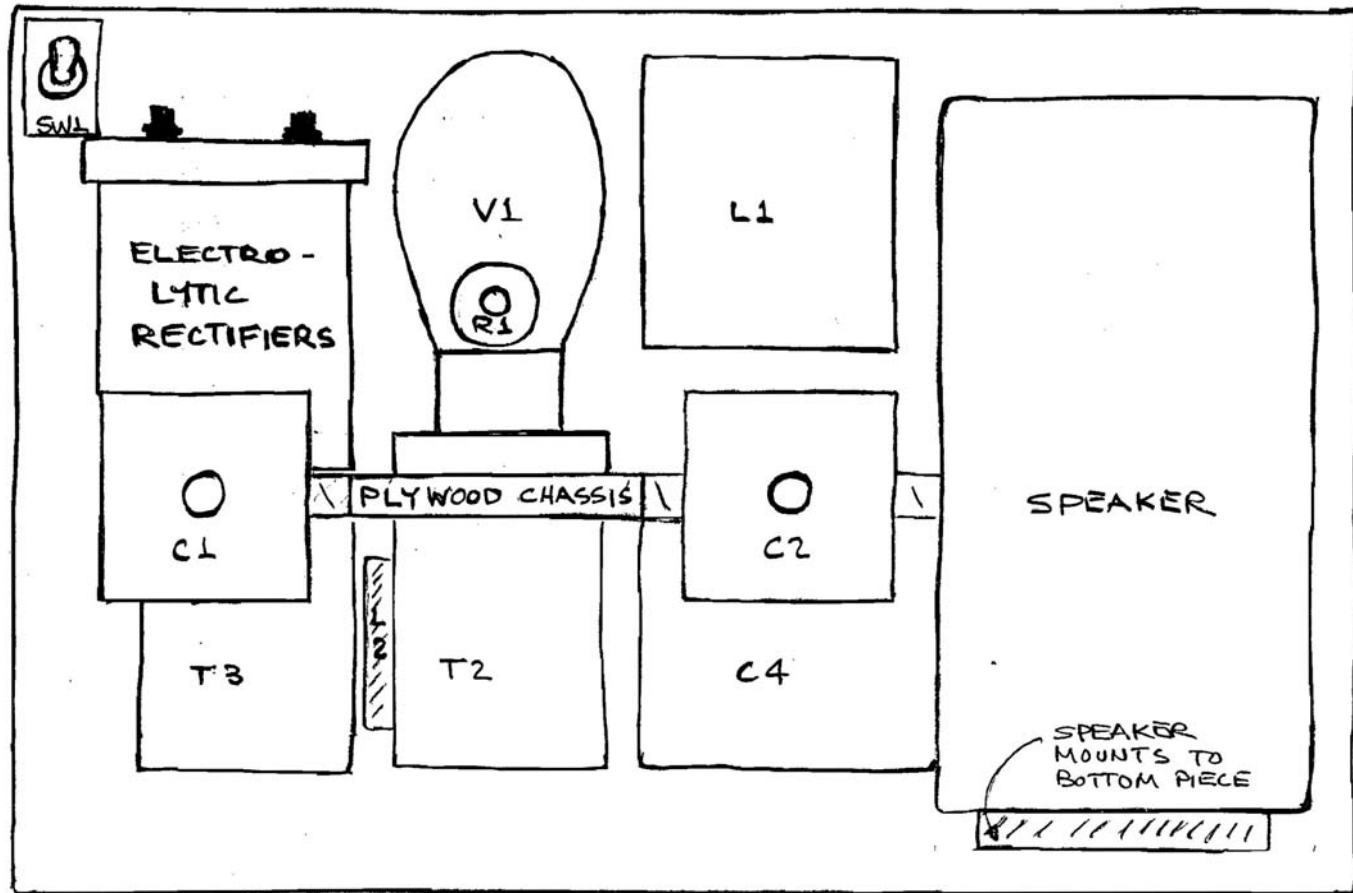 SW1
ELECTRO-
LYTIC
RECTIFIERS
V1
R1
L1
PLYWOOD CHASSIS
SPEAKER
C1
C2
T3
L2
T2
C4
SPEAKER
MOUNTS TO
BOTTOM PIECE